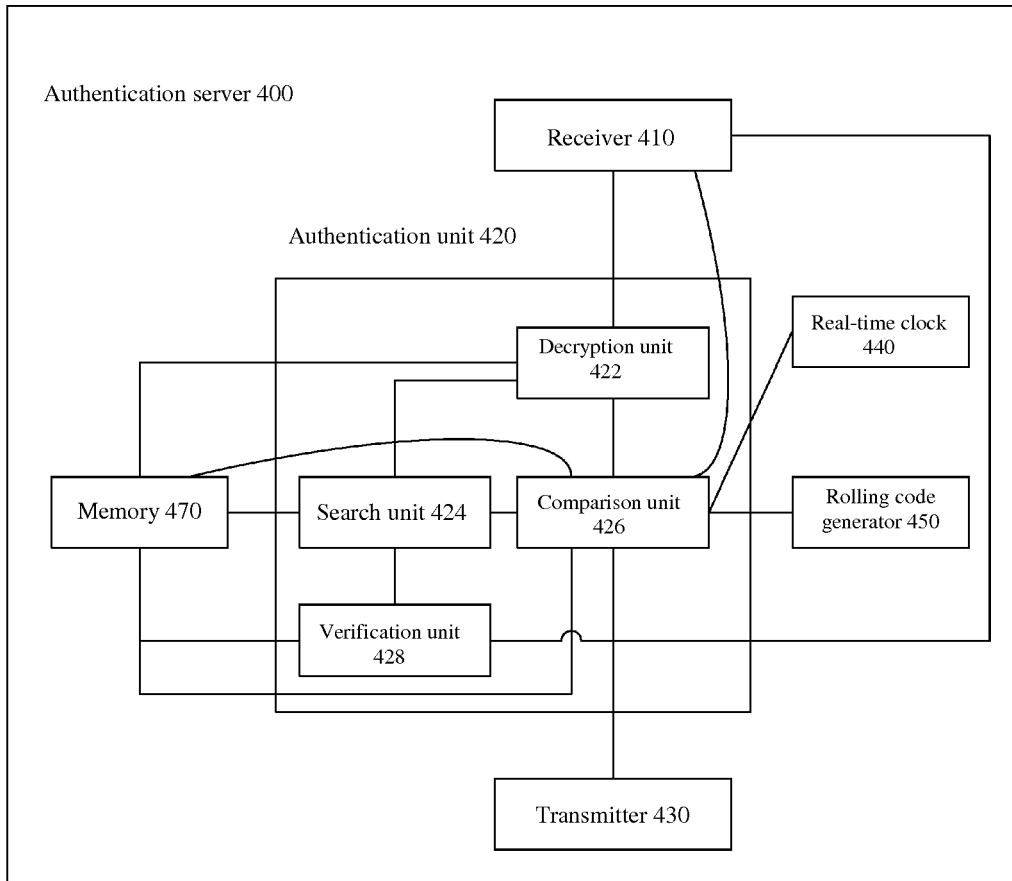 Authentication server 400
Receiver 410
Authentication unit 420
Decryption unit
422
Real-time clock
440
Memory 470
Search unit 424
Comparison unit
426
Rolling code
generator 450
Verification unit
428
Transmitter 430